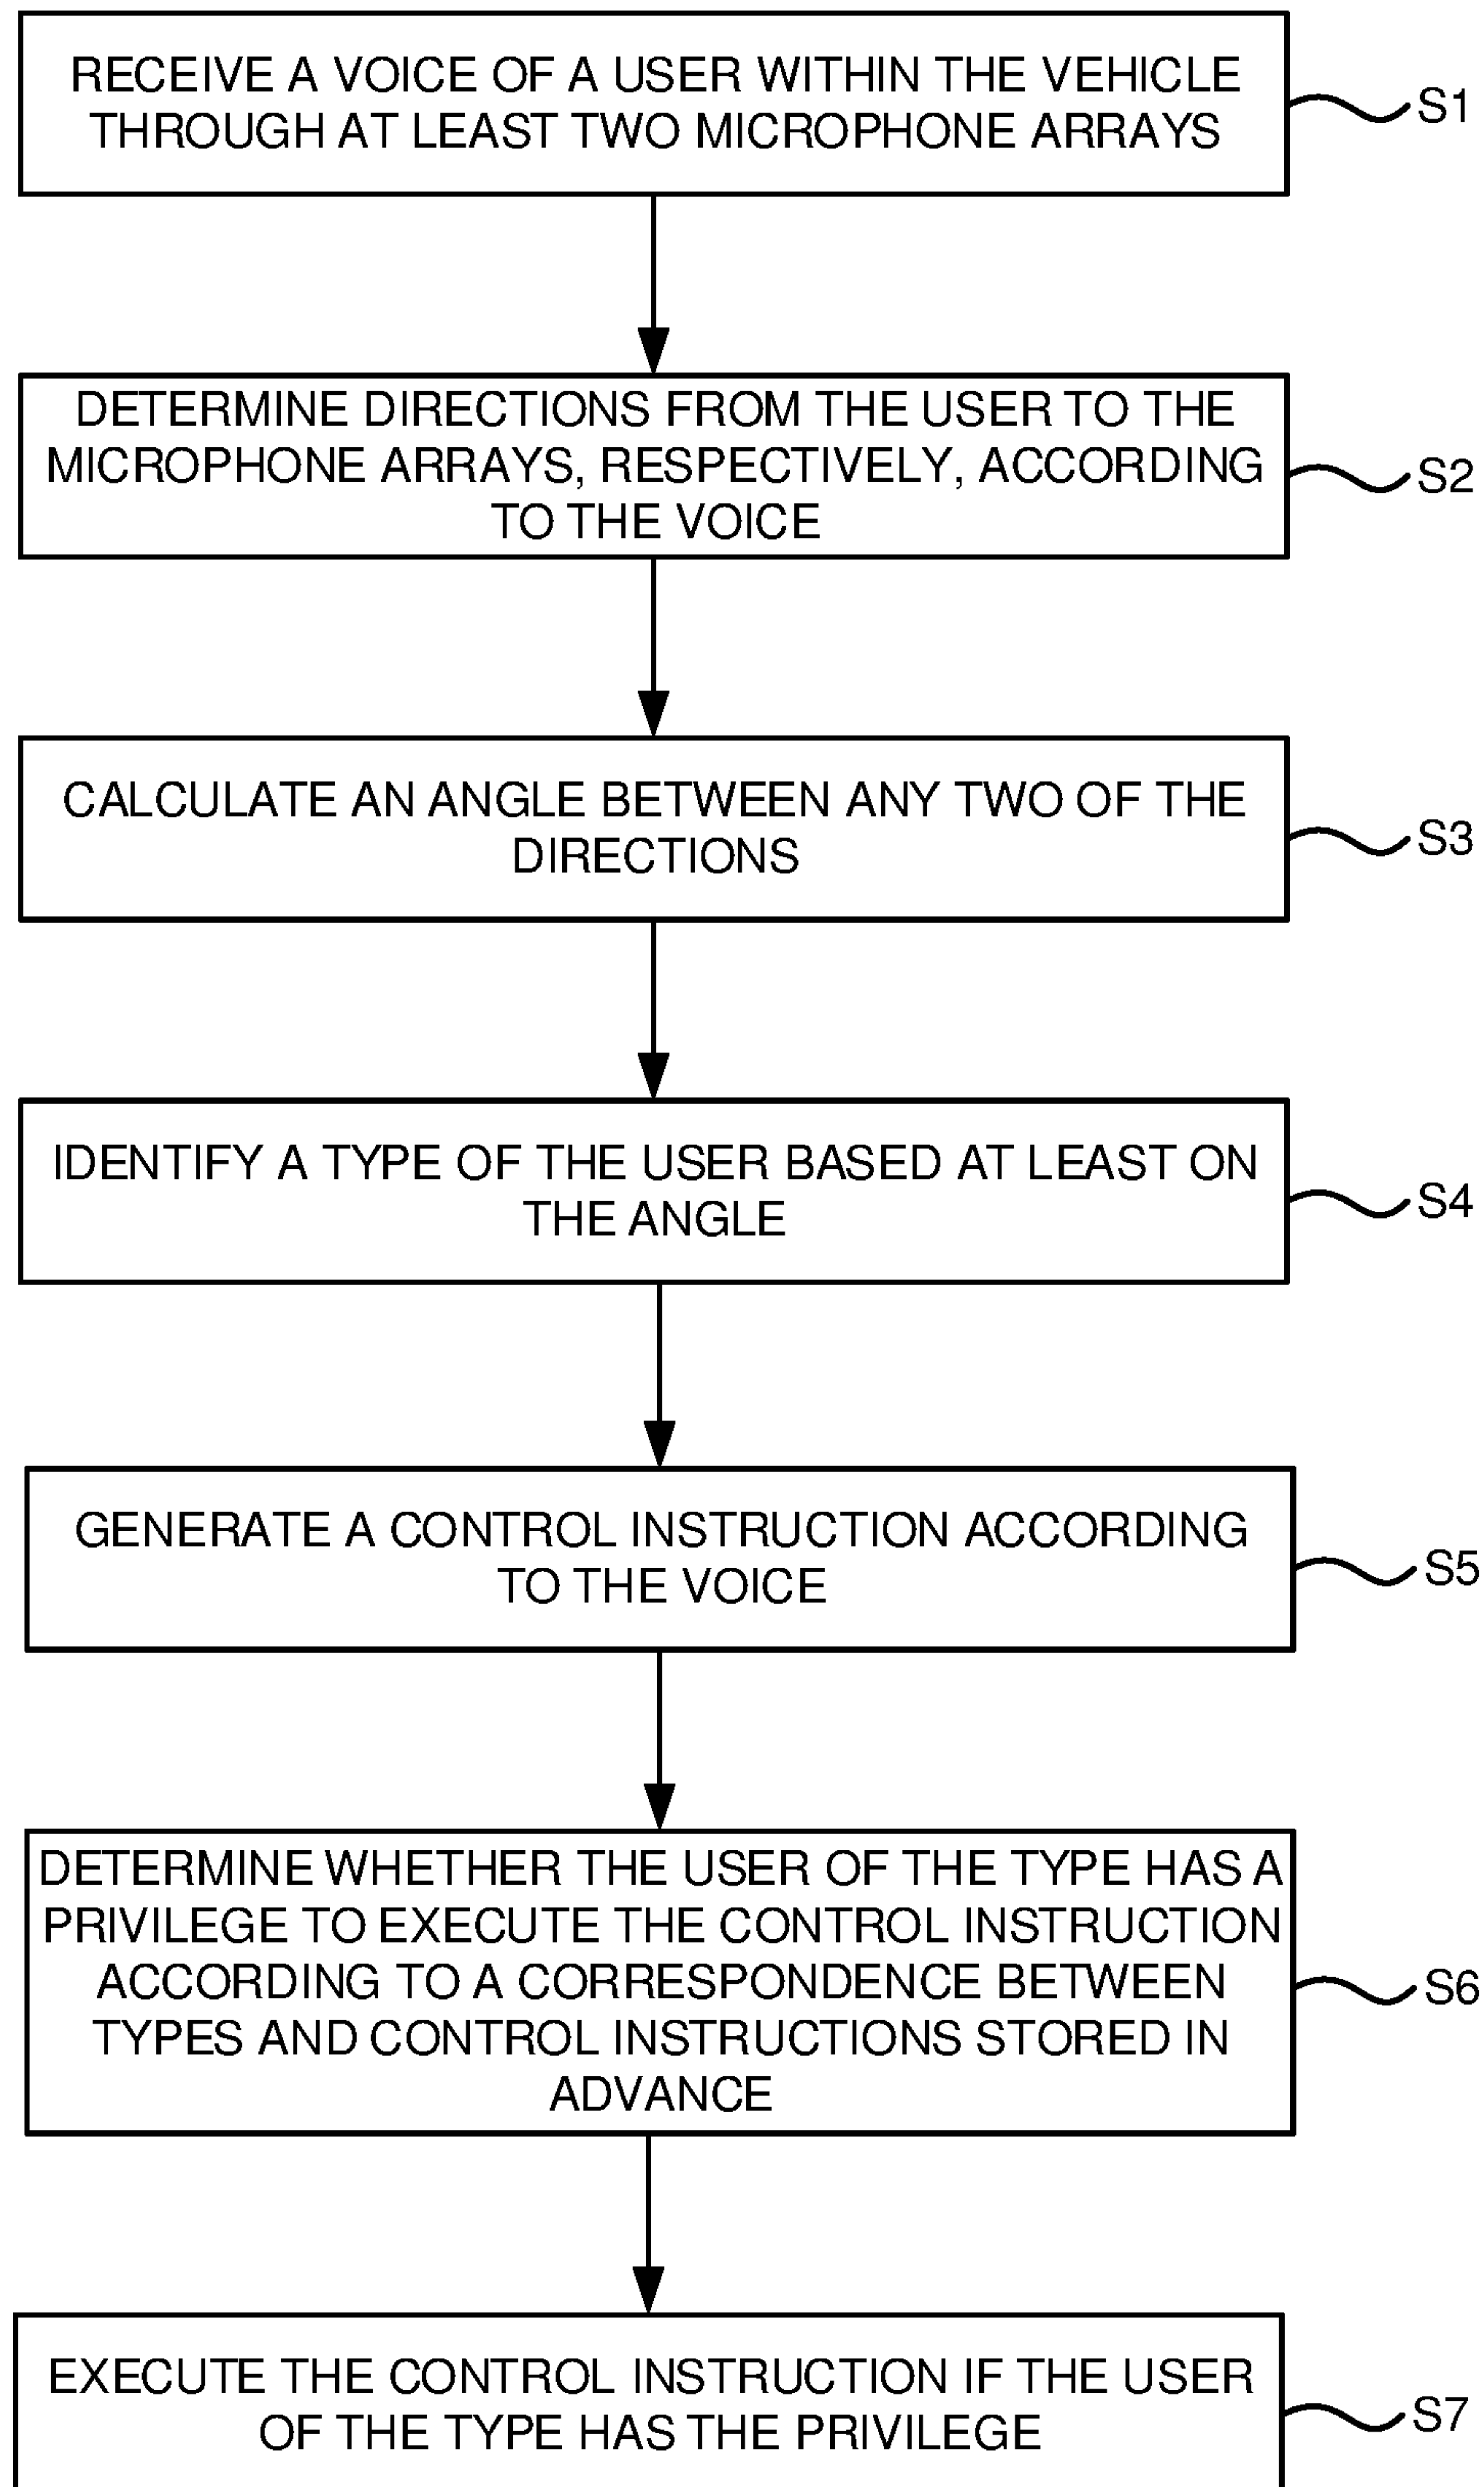 RECEIVE A VOICE OF A USER WITHIN THE VEHICLE
THROUGH AT LEAST TWO MICROPHONE ARRAYS
S1
DETERMINE DIRECTIONS FROM THE USER TO THE
MICROPHONE ARRAYS, RESPECTIVELY, ACCORDING
TO THE VOICE
S2
CALCULATE AN ANGLE BETWEEN ANY TWO OF THE
DIRECTIONS
S3
IDENTIFY A TYPE OF THE USER BASED AT LEAST ON
THE ANGLE
S4
GENERATE A CONTROL INSTRUCTION ACCORDING
TO THE VOICE
S5
DETERMINE WHETHER THE USER OF THE TYPE HAS A
PRIVILEGE TO EXECUTE THE CONTROL INSTRUCTION
ACCORDING TO A CORRESPONDENCE BETWEEN
TYPES AND CONTROL INSTRUCTIONS STORED IN
ADVANCE
S6
EXECUTE THE CONTROL INSTRUCTION IF THE USER
OF THE TYPE HAS THE PRIVILEGE
S7